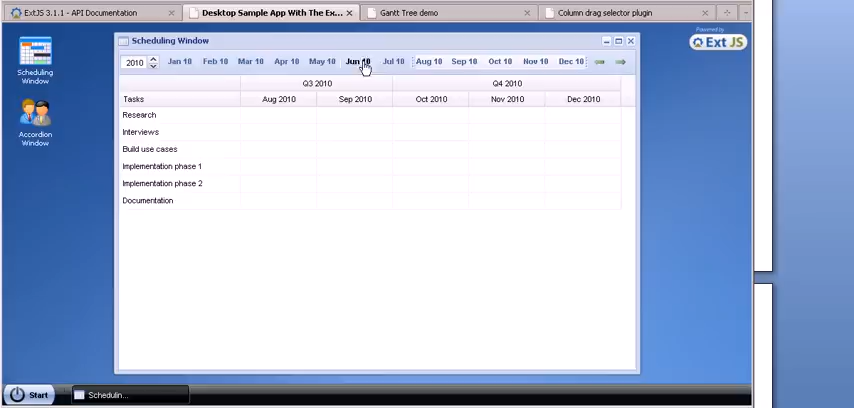 ExtJS 3.1.1 - API Documentation
Desktop Sample App With The Ex...
Gantt Tree demo
Column drag selector plugin
Powered by
Ext JS
Scheduling Window
Accordion Window
Scheduling Window
2010 Jan 10 Feb 10 Mar 10 Apr 10 May 10 Jun 10 Jul 10 Aug 10 Sep 10 Oct 10 Nov 10 Dec 10
Q3 2010 Q4 2010
Tasks Aug 2010 Sep 2010 Oct 2010 Nov 2010 Dec 2010
Research
Interviews
Build use cases
Implementation phase 1
Implementation phase 2
Documentation
Start
Schedulin...